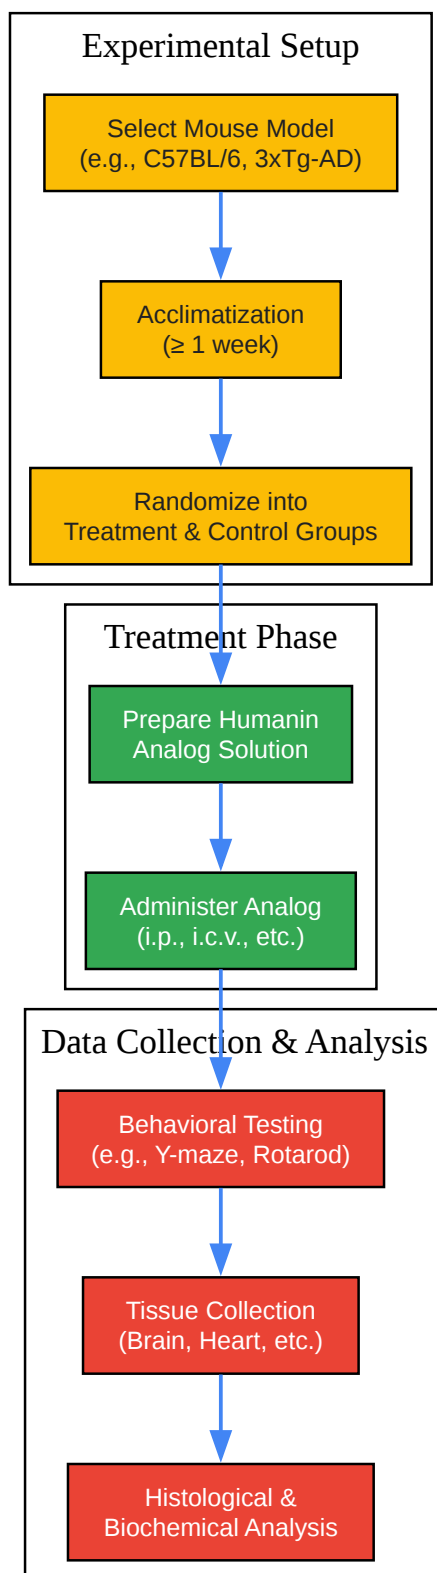 Experimental Setup
Select Mouse Model
(e.g., C57BL/6, 3xTg-AD)
Acclimatization
(≥ 1 week)
Randomize into
Treatment & Control Groups
Treatment Phase
Prepare Humanin
Analog Solution
Administer Analog
(i.p., i.c.v., etc.)
Data Collection & Analysis
Behavioral Testing
(e.g., Y-maze, Rotarod)
Tissue Collection
(Brain, Heart, etc.)
Histological &
Biochemical Analysis